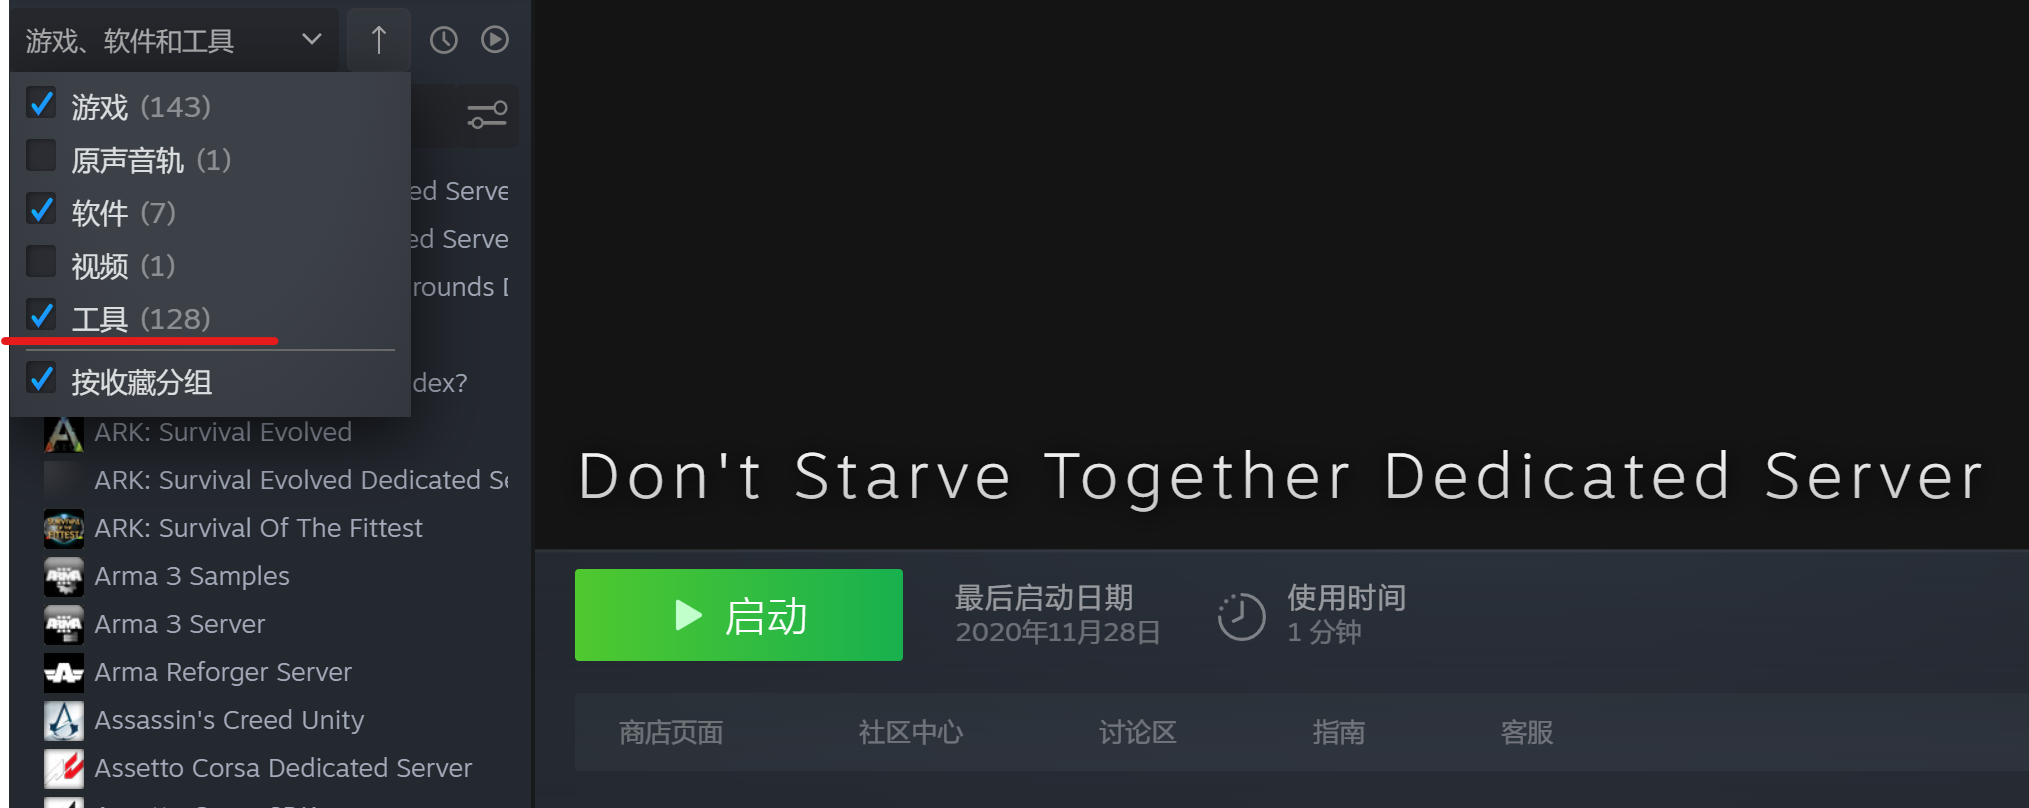 游戏、软件和工具
游戏 (143)
原声音轨 (1)
软件 (7)
视频 (1)
工具 (128)
按收藏分组
ed Serve
ed Serve
rounds
dex?
ARK: Survival Evolved
ARK: Survival Evolved Dedicated Se
ARK: Survival Of The Fittest
Arma 3 Samples
Arma 3 Server
Arma Reforger Server
Assassin's Creed Unity
Assetto Corsa Dedicated Server
Don't Starve Together Dedicated Server
启动
最后启动日期
2020年11月28日
使用时间
1 分钟
商店页面 社区中心 讨论区 指南 客服